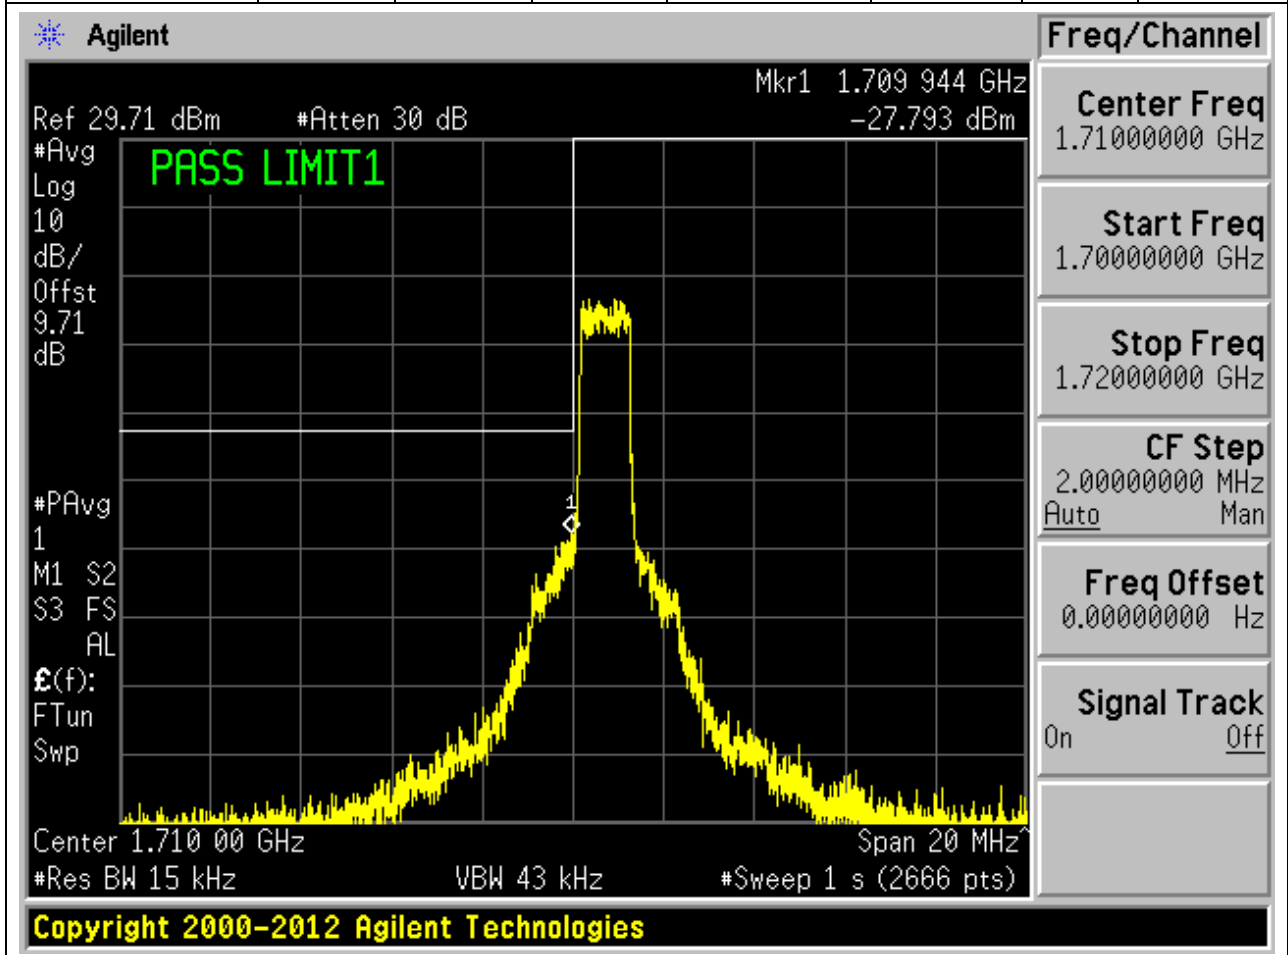 Agilent
Freq/Channel
Mkr1 1.709 944 GHz
Ref 29.71 dBm #Atten 30 dB -27.793 dBm
#Avg
Log
10
dB/
Offst
9.71
dB
PASS LIMIT1
1
#PAvg
1
M1 S2
S3 FS
AL
£(f):
FTun
Swp
Center 1.710 00 GHz Span 20 MHz^
#Res BW 15 kHz VBW 43 kHz #Sweep 1 s (2666 pts)
Center Freq
1.71000000 GHz
Start Freq
1.70000000 GHz
Stop Freq
1.72000000 GHz
CF Step
2.00000000 MHz
Auto Man
Freq Offset
0.00000000 Hz
Signal Track
On Off
Copyright 2000-2012 Agilent Technologies